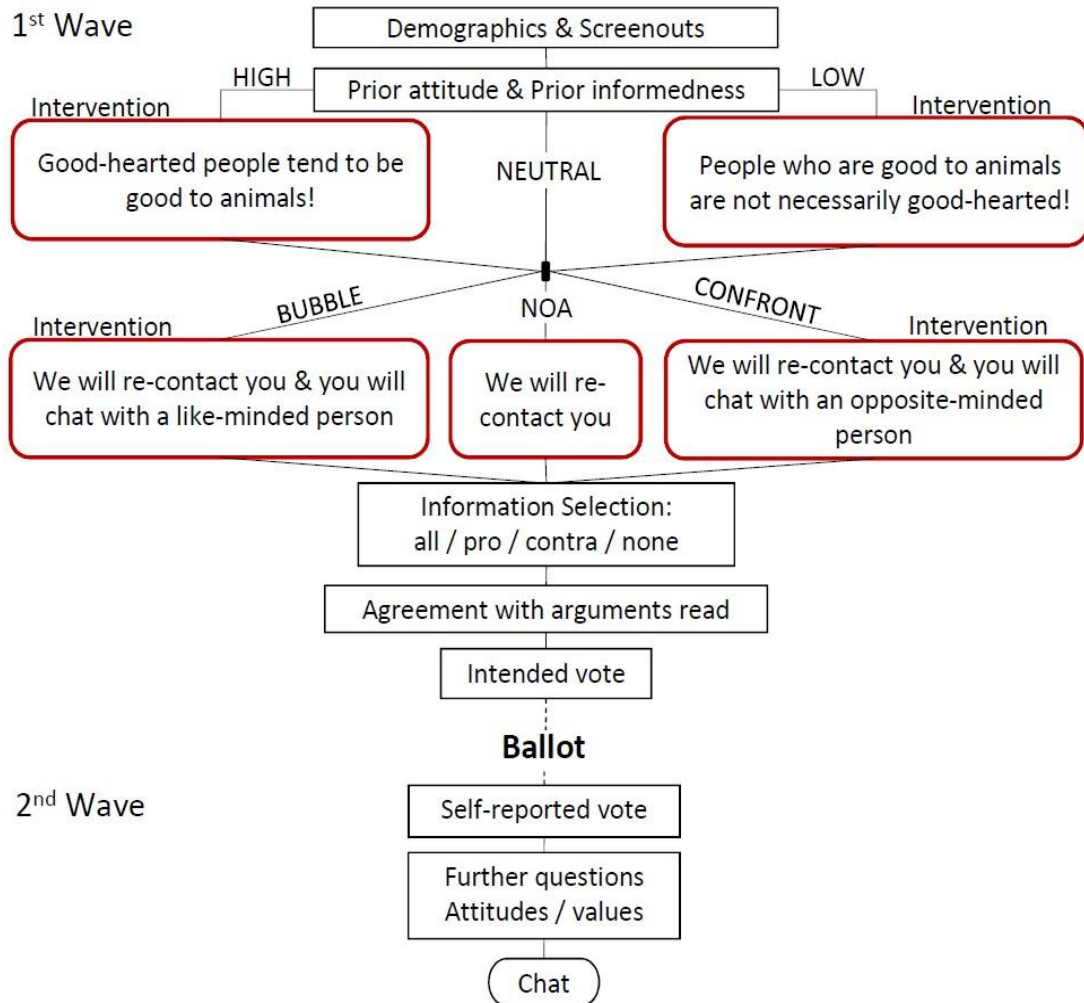 1st Wave
Demographics & Screenouts
HIGH
Prior attitude & Prior informedness
LOW
Intervention
Good-hearted people tend to be
good to animals!
NEUTRAL
Intervention
People who are good to animals
are not necessarily good-hearted!
BUBBLE
NOA
CONFRONT
Intervention
We will re-contact you & you will
chat with a like-minded person
We will re-
contact you
Intervention
We will re-contact you & you will
chat with an opposite-minded
person
Information Selection:
all / pro / contra / none
Agreement with arguments read
Intended vote
Ballot
2nd Wave
Self-reported vote
Further questions
Attitudes / values
Chat